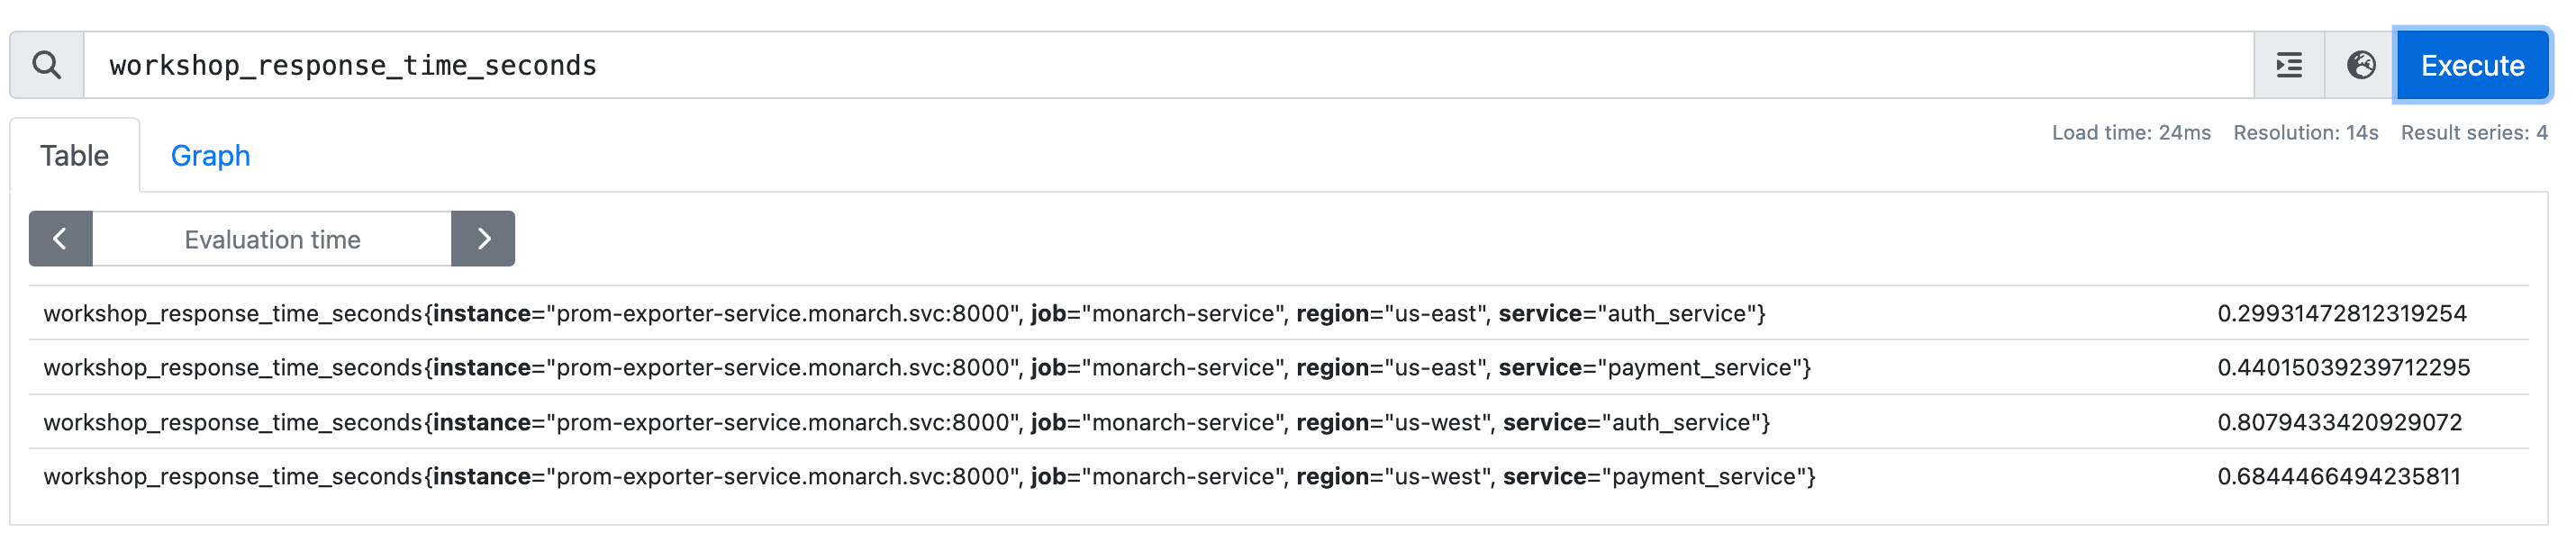 workshop_response_time_seconds
Execute
Table Graph
Load time: 24ms Resolution: 14s Result series: 4
Evaluation time
workshop_response_time_seconds{instance="prom-exporter-service.monarch.svc:8000", job="monarch-service", region="us-east", service="auth_service"} 0.29931472812319254
workshop_response_time_seconds{instance="prom-exporter-service.monarch.svc:8000", job="monarch-service", region="us-east", service="payment_service"} 0.44015039239712295
workshop_response_time_seconds{instance="prom-exporter-service.monarch.svc:8000", job="monarch-service", region="us-west", service="auth_service"} 0.8079433420929072
workshop_response_time_seconds{instance="prom-exporter-service.monarch.svc:8000", job="monarch-service", region="us-west", service="payment_service"} 0.6844466494235811